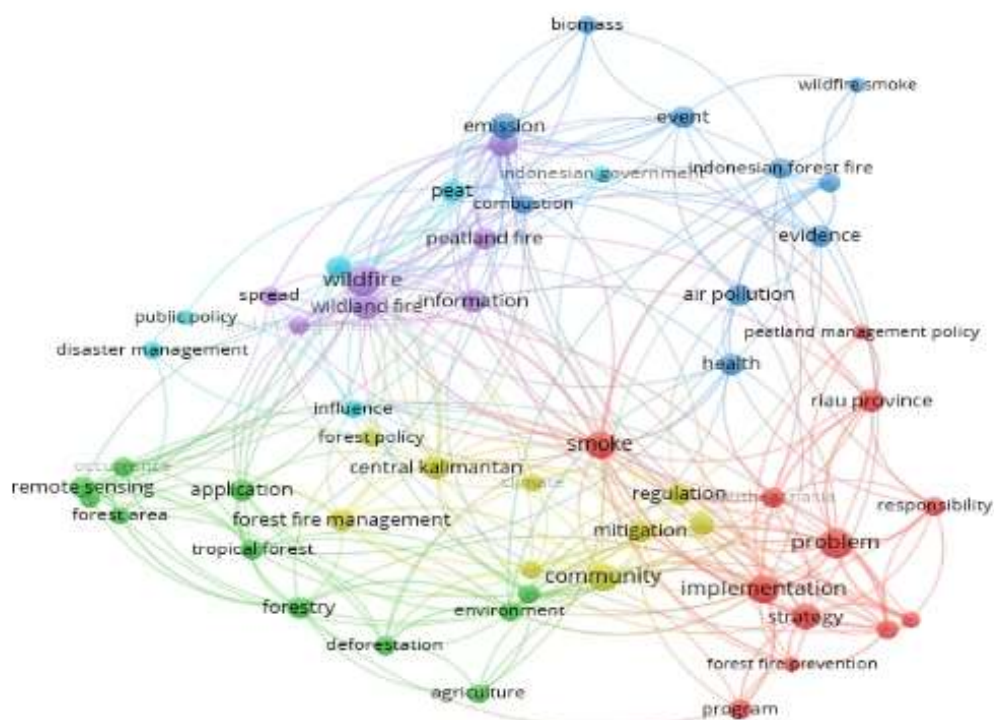 biomass
wildfire smoke
event
emission
indonesian forest fire
indonesian government
peat
combustion
evidence
peatland fire
wildfire
air pollution
spread
information
wildland fire
public policy
peatland management policy
disaster management
health
riau province
influence
forest policy
smoke
central kalimantan
occurrence
climate
remote sensing
application
regulation
responsibility
forest area
forest fire management
mitigation
problem
tropical forest
community
implementation
forestry
environment
strategy
deforestation
forest fire prevention
agriculture
program